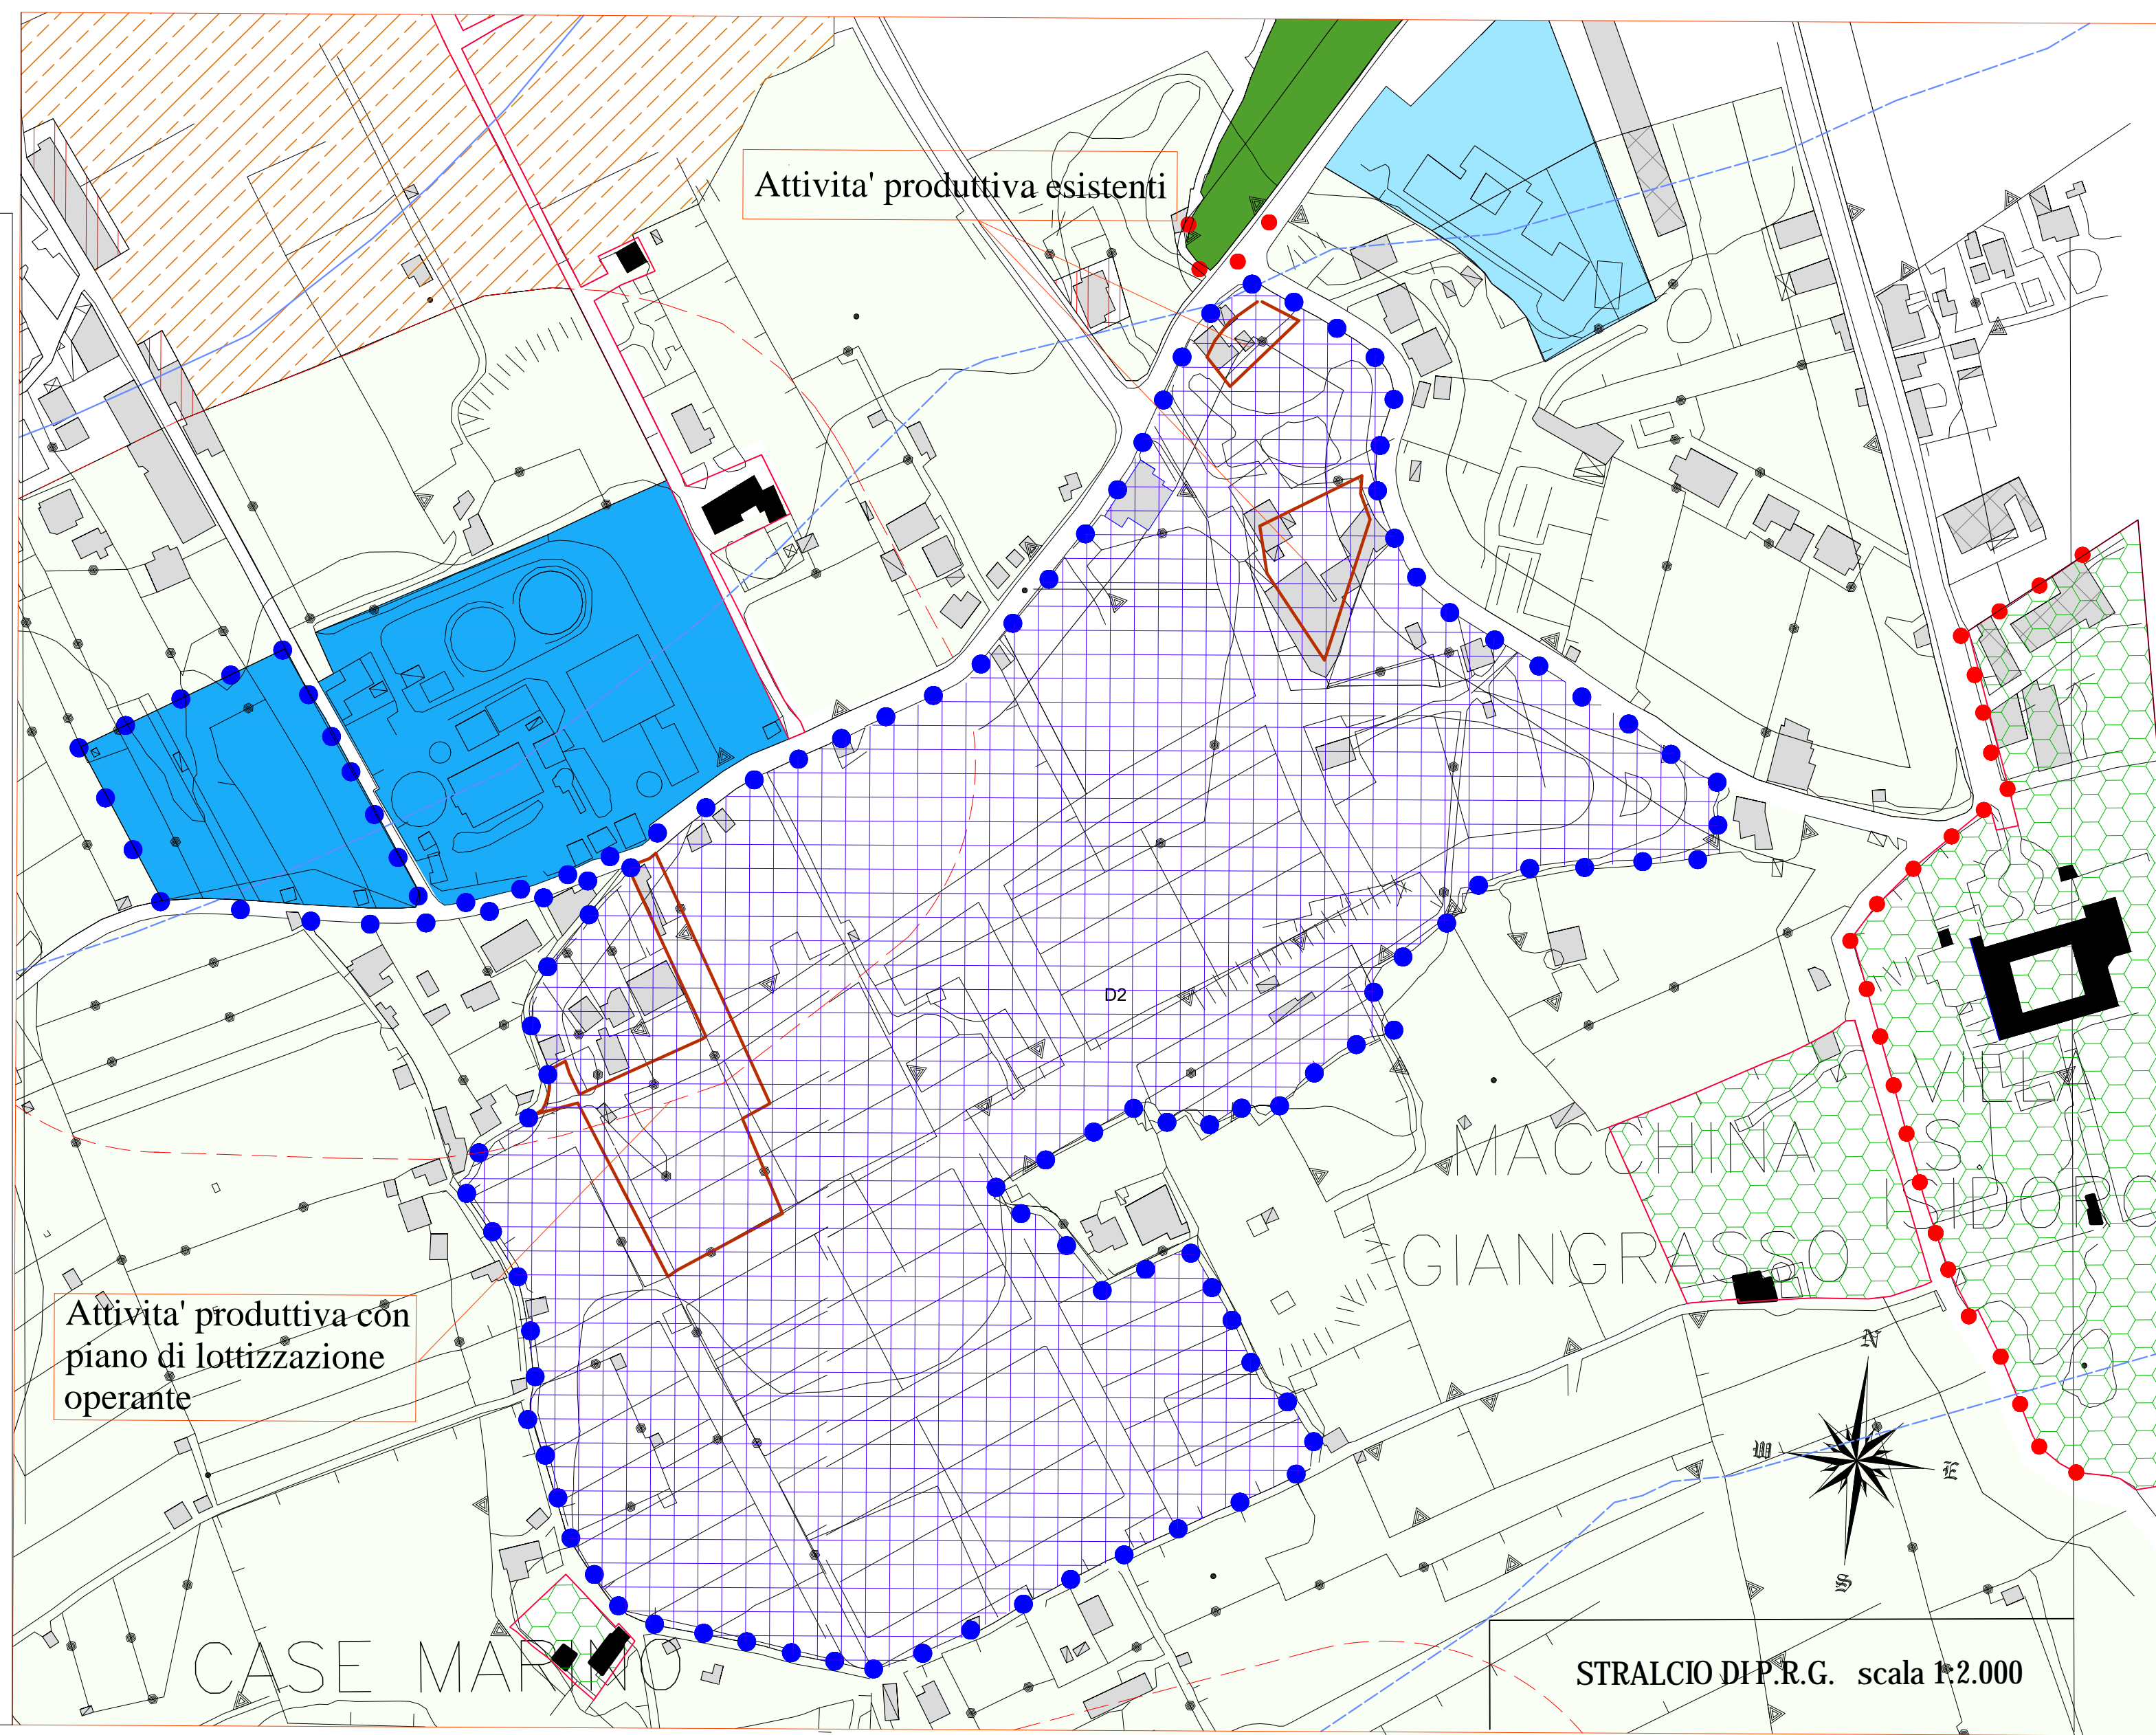 Attivita' produttiva esistenti
D2
MACCHINA
GIANGRASSO
VILLA
S.
ISIDORO
Attivita' produttiva con
piano di lottizzazione
operante
N
W
E
S
CASE MARINO
STRALCIO DI P.R.G. scala 1:2.000